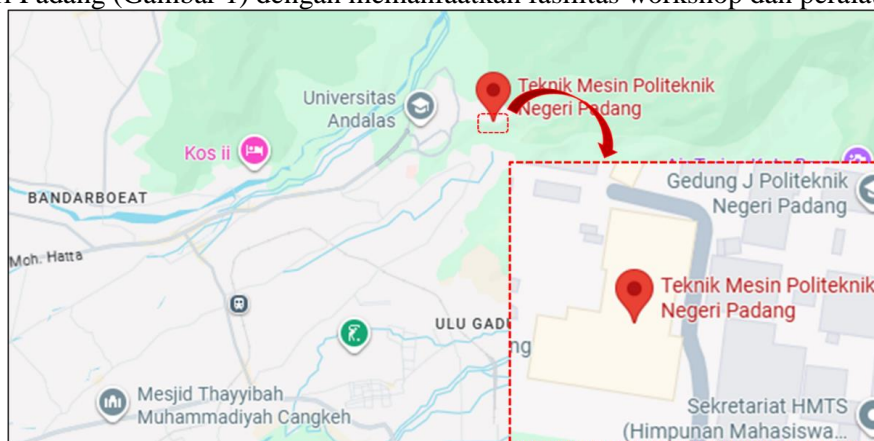 Padang (Gambar 1) dengan memanfaatkan fasilitas workshop dan
Universitas
Andalas
Teknik Mesin Politeknik
Negeri Padang
Kos ii
BANDARBOEAT
Moh. Hatta
ULU GADU
Mesjid Thayyibah
Muhammadiyah Cangkeh
Gedung J Politeknik
Negeri Padang
Teknik Mesin Politeknik
Negeri Padang
ng
Sekretariat HMTS
(Himpunan Mahasiswa...